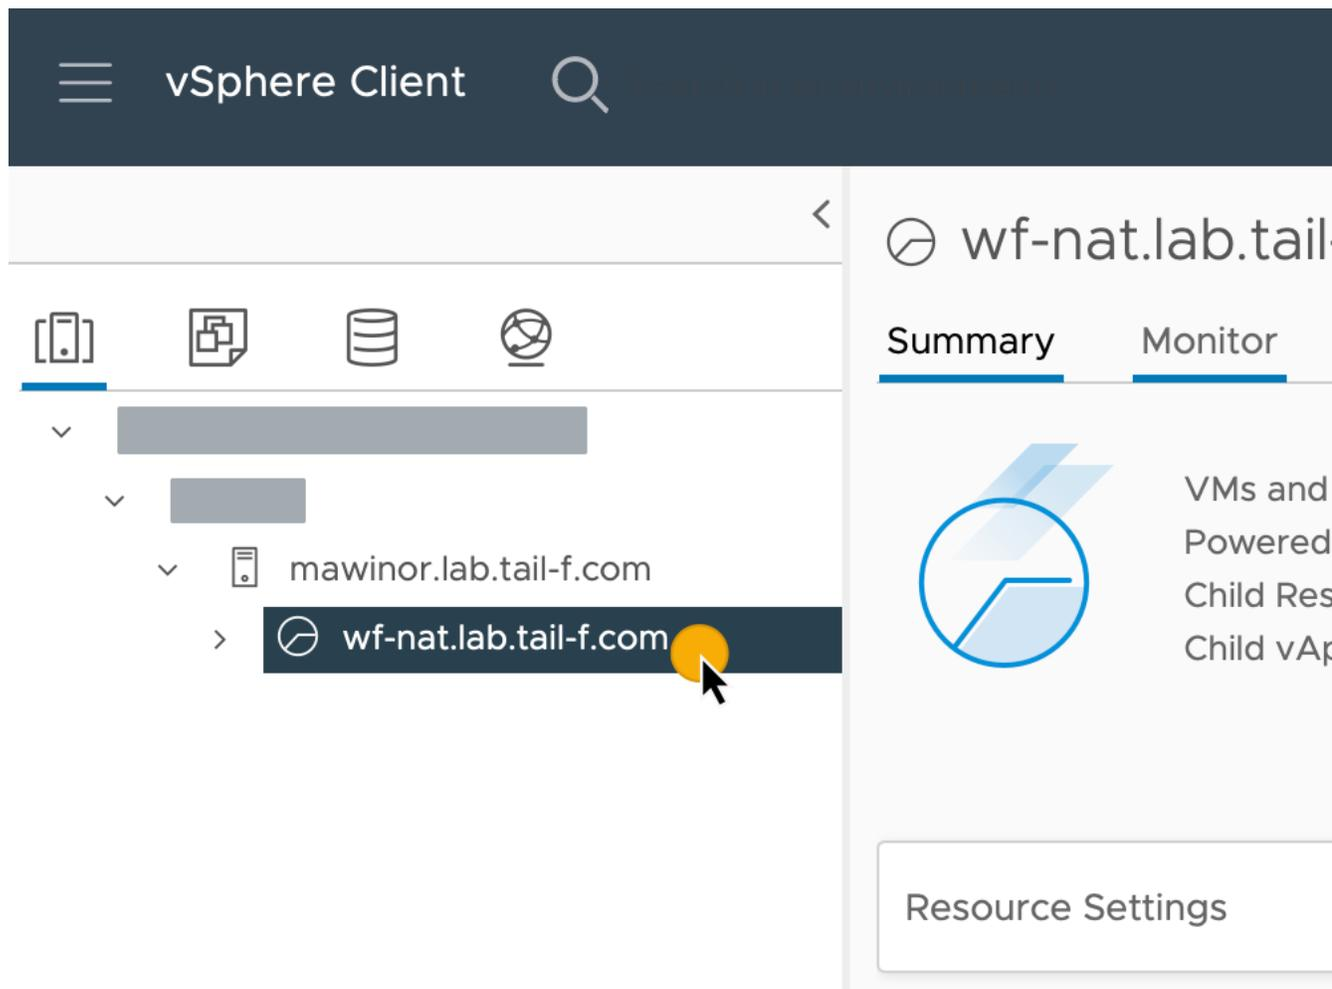 vSphere Client
wf-nat.lab.tail-
Summary Monitor
mawinor.lab.tail-f.com
wf-nat.lab.tail-f.com
VMs and
Powered
Child Res
Child vAp
Resource Settings